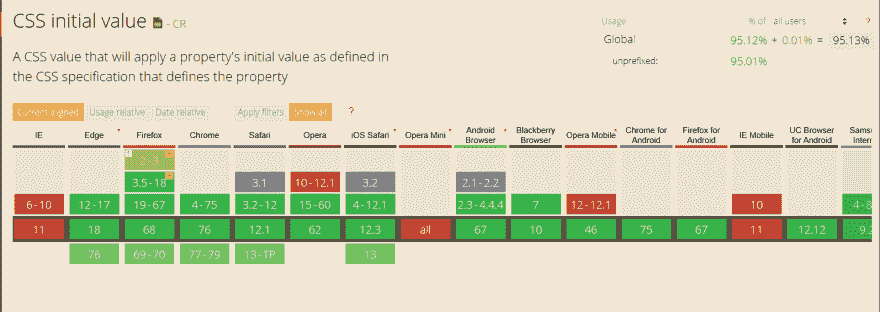 CSS initial value - CR
Usage % of all users ?
Global 95.12% + 0.01% = 95.13%
unprefixed: 95.01%
A CSS value that will apply a property's initial value as defined in
the CSS specification that defines the property
Current aligned Usage relative Date relative Apply filters Show all ?
IE Edge Firefox Chrome Safari Opera iOS Safari Opera Mini Android Browser Blackberry Browser Opera Mobile Chrome for Android Firefox for Android IE Mobile UC Browser for Android
3.5-18 3.1 10-12.1 3.2 2.1-2.2
6-10 12-17 19-67 4-75 3.2-12 15-60 4-12.1 2.3-4.4.4 7 12-12.1 10
11 18 68 76 12.1 62 12.3 all 67 10 46 75 67 11 12.12
76 69-70 77-79 13-TP 13